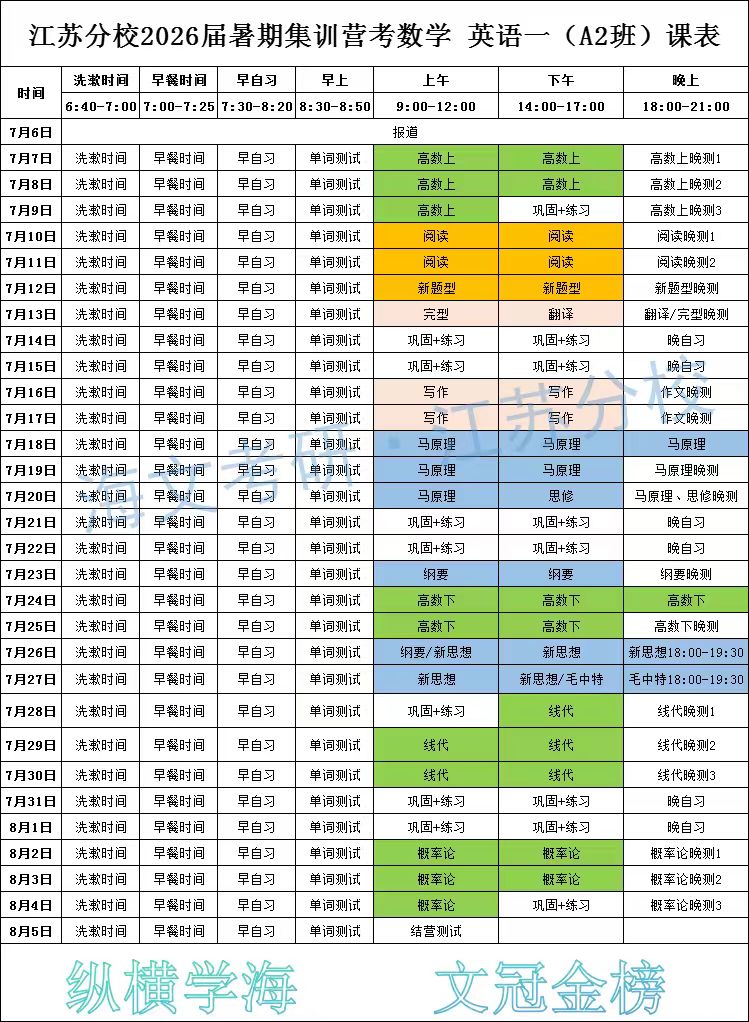 江苏分校2026届暑期集训营考数学 英语一（A2班）课表
时间 洗漱时间 早餐时间 早自习 早上 上午 下午 晚上
6:40-7:00 7:00-7:25 7:30-8:20 8:30-8:50 9:00-12:00 14:00-17:00 18:00-21:00
7月6日 报道
7月7日 洗漱时间 早餐时间 早自习 单词测试 高数上 高数上 高数上晚测1
7月8日 洗漱时间 早餐时间 早自习 单词测试 高数上 高数上 高数上晚测2
7月9日 洗漱时间 早餐时间 早自习 单词测试 高数上 巩固+练习 高数上晚测3
7月10日 洗漱时间 早餐时间 早自习 单词测试 阅读 阅读 阅读晚测1
7月11日 洗漱时间 早餐时间 早自习 单词测试 阅读 阅读 阅读晚测2
7月12日 洗漱时间 早餐时间 早自习 单词测试 新题型 新题型 新题型晚测
7月13日 洗漱时间 早餐时间 早自习 单词测试 完型 翻译 翻译/完型晚测
7月14日 洗漱时间 早餐时间 早自习 单词测试 巩固+练习 巩固+练习 晚自习
7月15日 洗漱时间 早餐时间 早自习 单词测试 巩固+练习 巩固+练习 晚自习
7月16日 洗漱时间 早餐时间 早自习 单词测试 写作 写作 作文晚测
7月17日 洗漱时间 早餐时间 早自习 单词测试 写作 写作 作文晚测
7月18日 洗漱时间 早餐时间 早自习 单词测试 马原理 马原理 马原理
7月19日 洗漱时间 早餐时间 早自习 单词测试 马原理 马原理 马原理晚测
7月20日 洗漱时间 早餐时间 早自习 单词测试 马原理 思修 马原理、思修晚测
7月21日 洗漱时间 早餐时间 早自习 单词测试 巩固+练习 巩固+练习 晚自习
7月22日 洗漱时间 早餐时间 早自习 单词测试 巩固+练习 巩固+练习 晚自习
7月23日 洗漱时间 早餐时间 早自习 单词测试 纲要 纲要 纲要晚测
7月24日 洗漱时间 早餐时间 早自习 单词测试 高数下 高数下 高数下
7月25日 洗漱时间 早餐时间 早自习 单词测试 高数下 高数下 高数下晚测
7月26日 洗漱时间 早餐时间 早自习 单词测试 纲要/新思想 新思想 新思想18:00-19:30
7月27日 洗漱时间 早餐时间 早自习 单词测试 新思想 新思想/毛中特 毛中特18:00-19:30
7月28日 洗漱时间 早餐时间 早自习 单词测试 巩固+练习 线代 线代晚测1
7月29日 洗漱时间 早餐时间 早自习 单词测试 线代 线代 线代晚测2
7月30日 洗漱时间 早餐时间 早自习 单词测试 线代 线代 线代晚测3
7月31日 洗漱时间 早餐时间 早自习 单词测试 巩固+练习 巩固+练习 晚自习
8月1日 洗漱时间 早餐时间 早自习 单词测试 巩固+练习 巩固+练习 晚自习
8月2日 洗漱时间 早餐时间 早自习 单词测试 概率论 概率论 概率论晚测1
8月3日 洗漱时间 早餐时间 早自习 单词测试 概率论 概率论 概率论晚测2
8月4日 洗漱时间 早餐时间 早自习 单词测试 概率论 巩固+练习 概率论晚测3
8月5日 洗漱时间 早餐时间 早自习 单词测试 结营测试
海文考研·江苏分校
纵横学海 文冠金榜